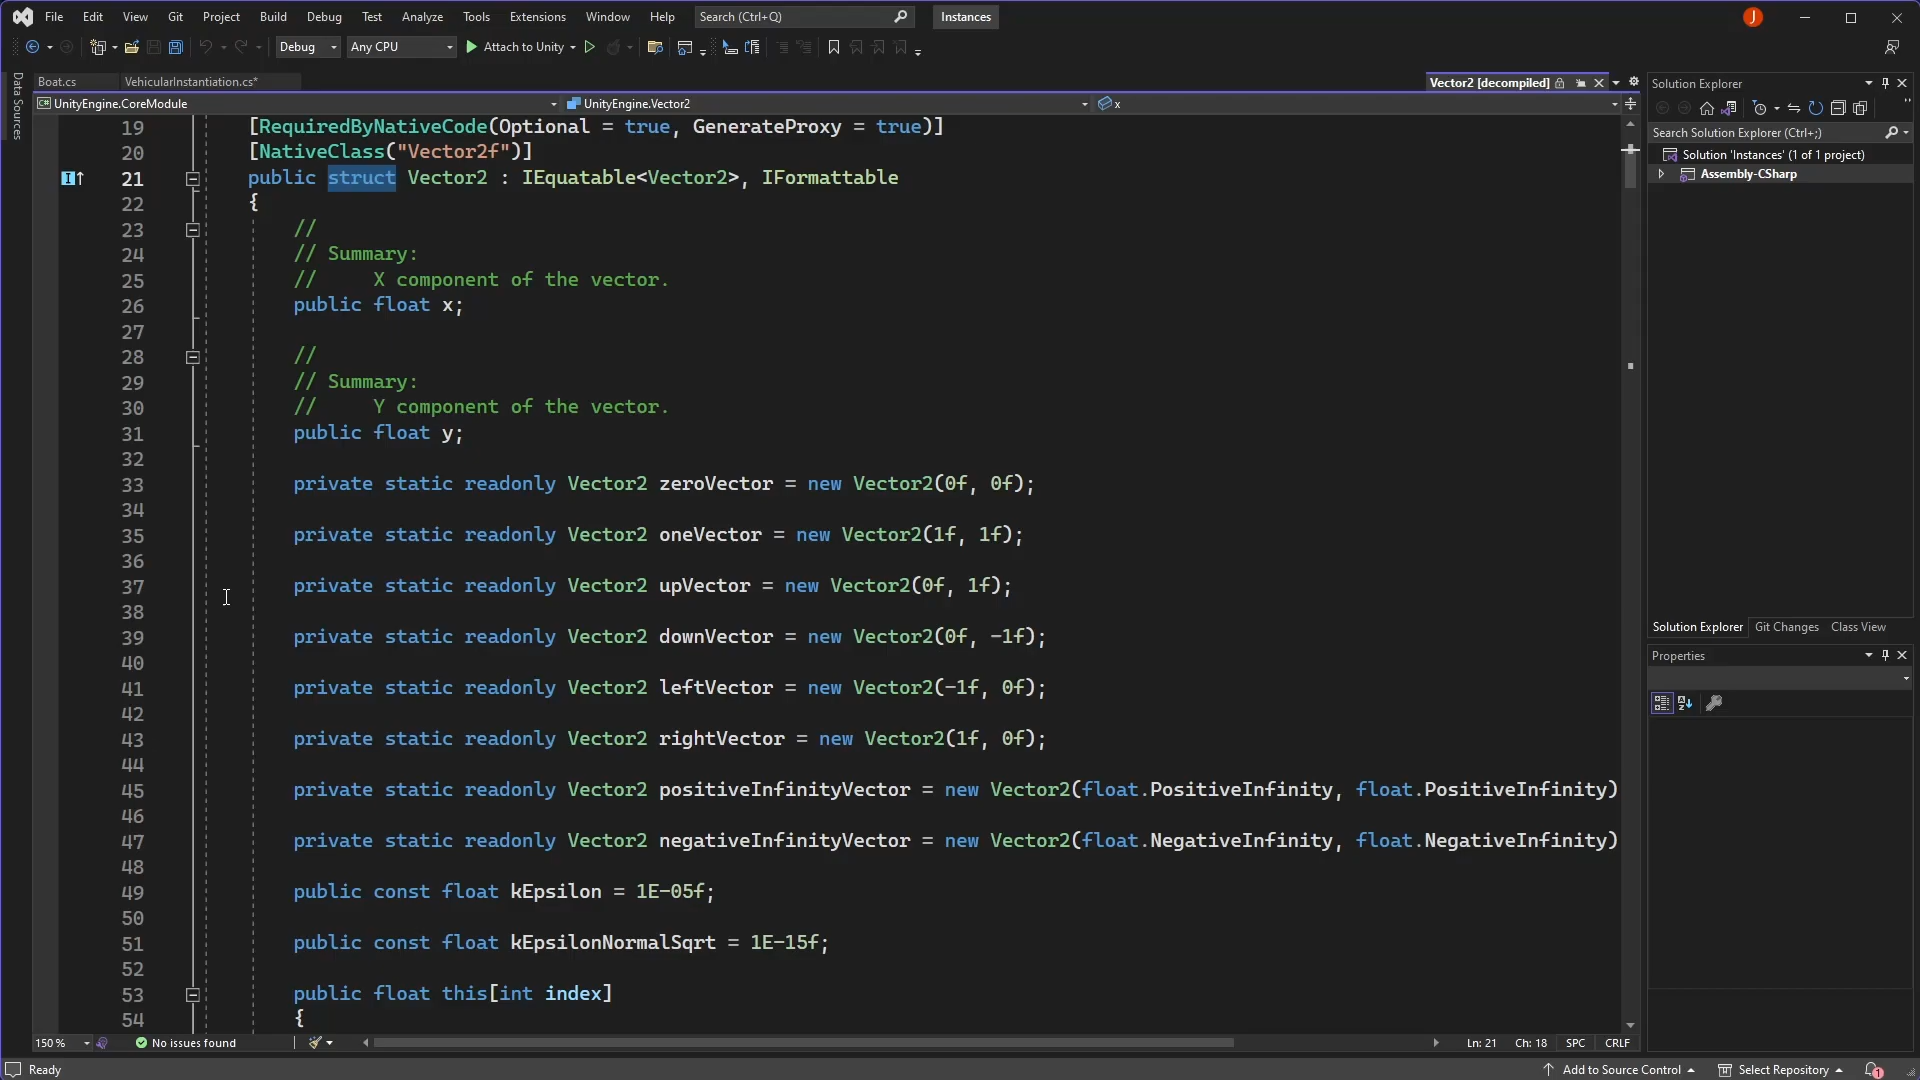 File Edit View Git Project Build Debug Test Analyze Tools Extensions Window Help Search (Ctrl+Q) Instances J
Debug Any CPU Attach to Unity
Data Sources
Boat.cs VehicularInstantiation.cs* Vector2 [decompiled]
C# UnityEngine.CoreModule UnityEngine.Vector2 x
19 [RequiredByNativeCode(Optional = true, GenerateProxy = true)]
20 [NativeClass("Vector2f")]
21 public struct Vector2 : IEquatable<Vector2>, IFormattable
22 {
23 //
24 // Summary:
25 // X component of the vector.
26 public float x;
27
28 //
29 // Summary:
30 // Y component of the vector.
31 public float y;
32
33 private static readonly Vector2 zeroVector = new Vector2(0f, 0f);
34
35 private static readonly Vector2 oneVector = new Vector2(1f, 1f);
36
37 private static readonly Vector2 upVector = new Vector2(0f, 1f);
38
39 private static readonly Vector2 downVector = new Vector2(0f, -1f);
40
41 private static readonly Vector2 leftVector = new Vector2(-1f, 0f);
42
43 private static readonly Vector2 rightVector = new Vector2(1f, 0f);
44
45 private static readonly Vector2 positiveInfinityVector = new Vector2(float.PositiveInfinity, float.PositiveInfinity)
46
47 private static readonly Vector2 negativeInfinityVector = new Vector2(float.NegativeInfinity, float.NegativeInfinity)
48
49 public const float kEpsilon = 1E-05f;
50
51 public const float kEpsilonNormalSqrt = 1E-15f;
52
53 public float this[int index]
54 {
150 % No issues found Ln: 21 Ch: 18 SPC CRLF
Solution Explorer
Search Solution Explorer (Ctrl+;)
Solution 'Instances' (1 of 1 project)
Assembly-CSharp
Solution Explorer Git Changes Class View
Properties
Ready Add to Source Control Select Repository 1